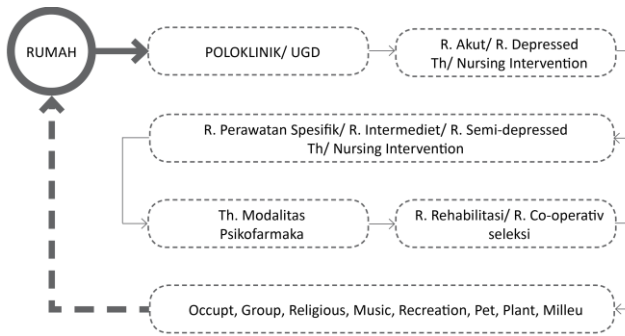 RUMAH
POLOKLINIK/ UGD
R. Akut/ R. Depressed
Th/ Nursing Intervention
R. Perawatan Spesifik/ R. Intermediet/ R. Semi-depressed
Th/ Nursing Intervention
Th. Modalitas
Psikofarmaka
R. Rehabilitasi/ R. Co-operativ
seleksi
Occupt, Group, Religious, Music, Recreation, Pet, Plant, Milleu